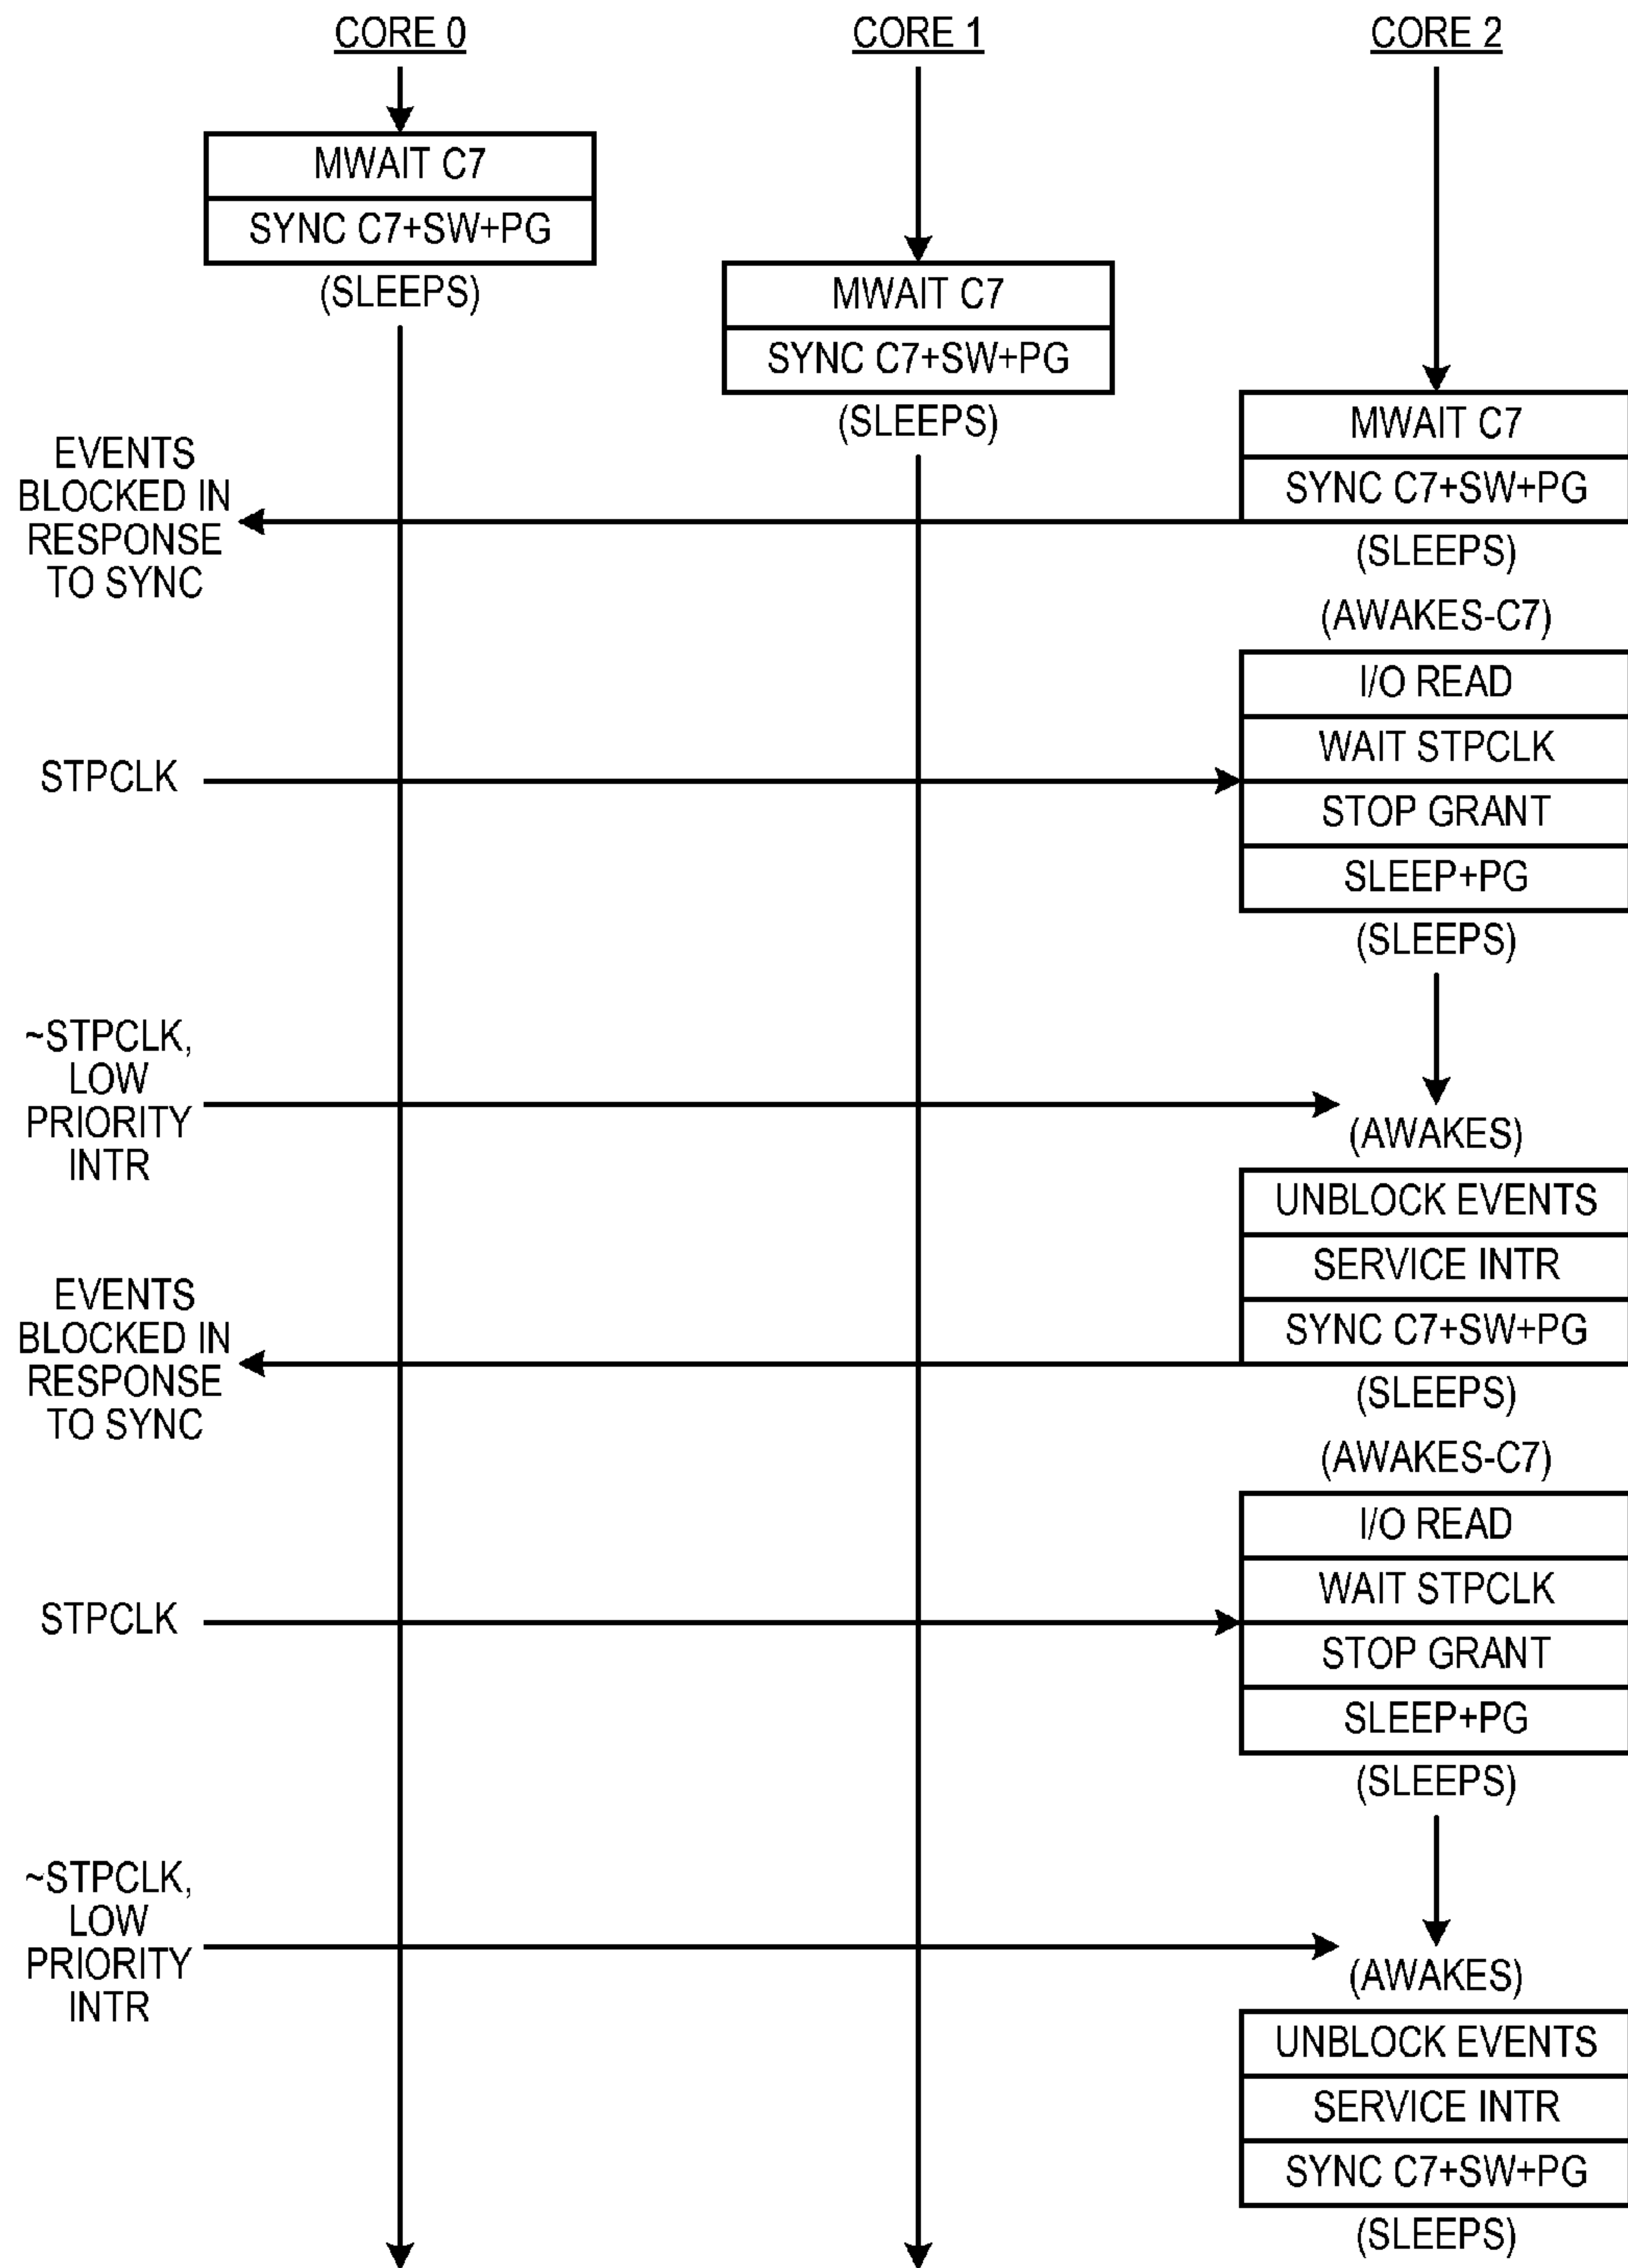 CORE 0
CORE 1
CORE 2
MWAIT C7
SYNC C7+SW+PG
(SLEEPS)
MWAIT C7
SYNC C7+SW+PG
(SLEEPS)
MWAIT C7
SYNC C7+SW+PG
(SLEEPS)
EVENTS
BLOCKED IN
RESPONSE
TO SYNC
(AWAKES-C7)
I/O READ
WAIT STPCLK
STPCLK
STOP GRANT
SLEEP+PG
(SLEEPS)
~STPCLK,
LOW
PRIORITY
INTR
(AWAKES)
UNBLOCK EVENTS
SERVICE INTR
SYNC C7+SW+PG
EVENTS
BLOCKED IN
RESPONSE
TO SYNC
(SLEEPS)
(AWAKES-C7)
I/O READ
WAIT STPCLK
STPCLK
STOP GRANT
SLEEP+PG
(SLEEPS)
~STPCLK,
LOW
PRIORITY
INTR
(AWAKES)
UNBLOCK EVENTS
SERVICE INTR
SYNC C7+SW+PG
(SLEEPS)